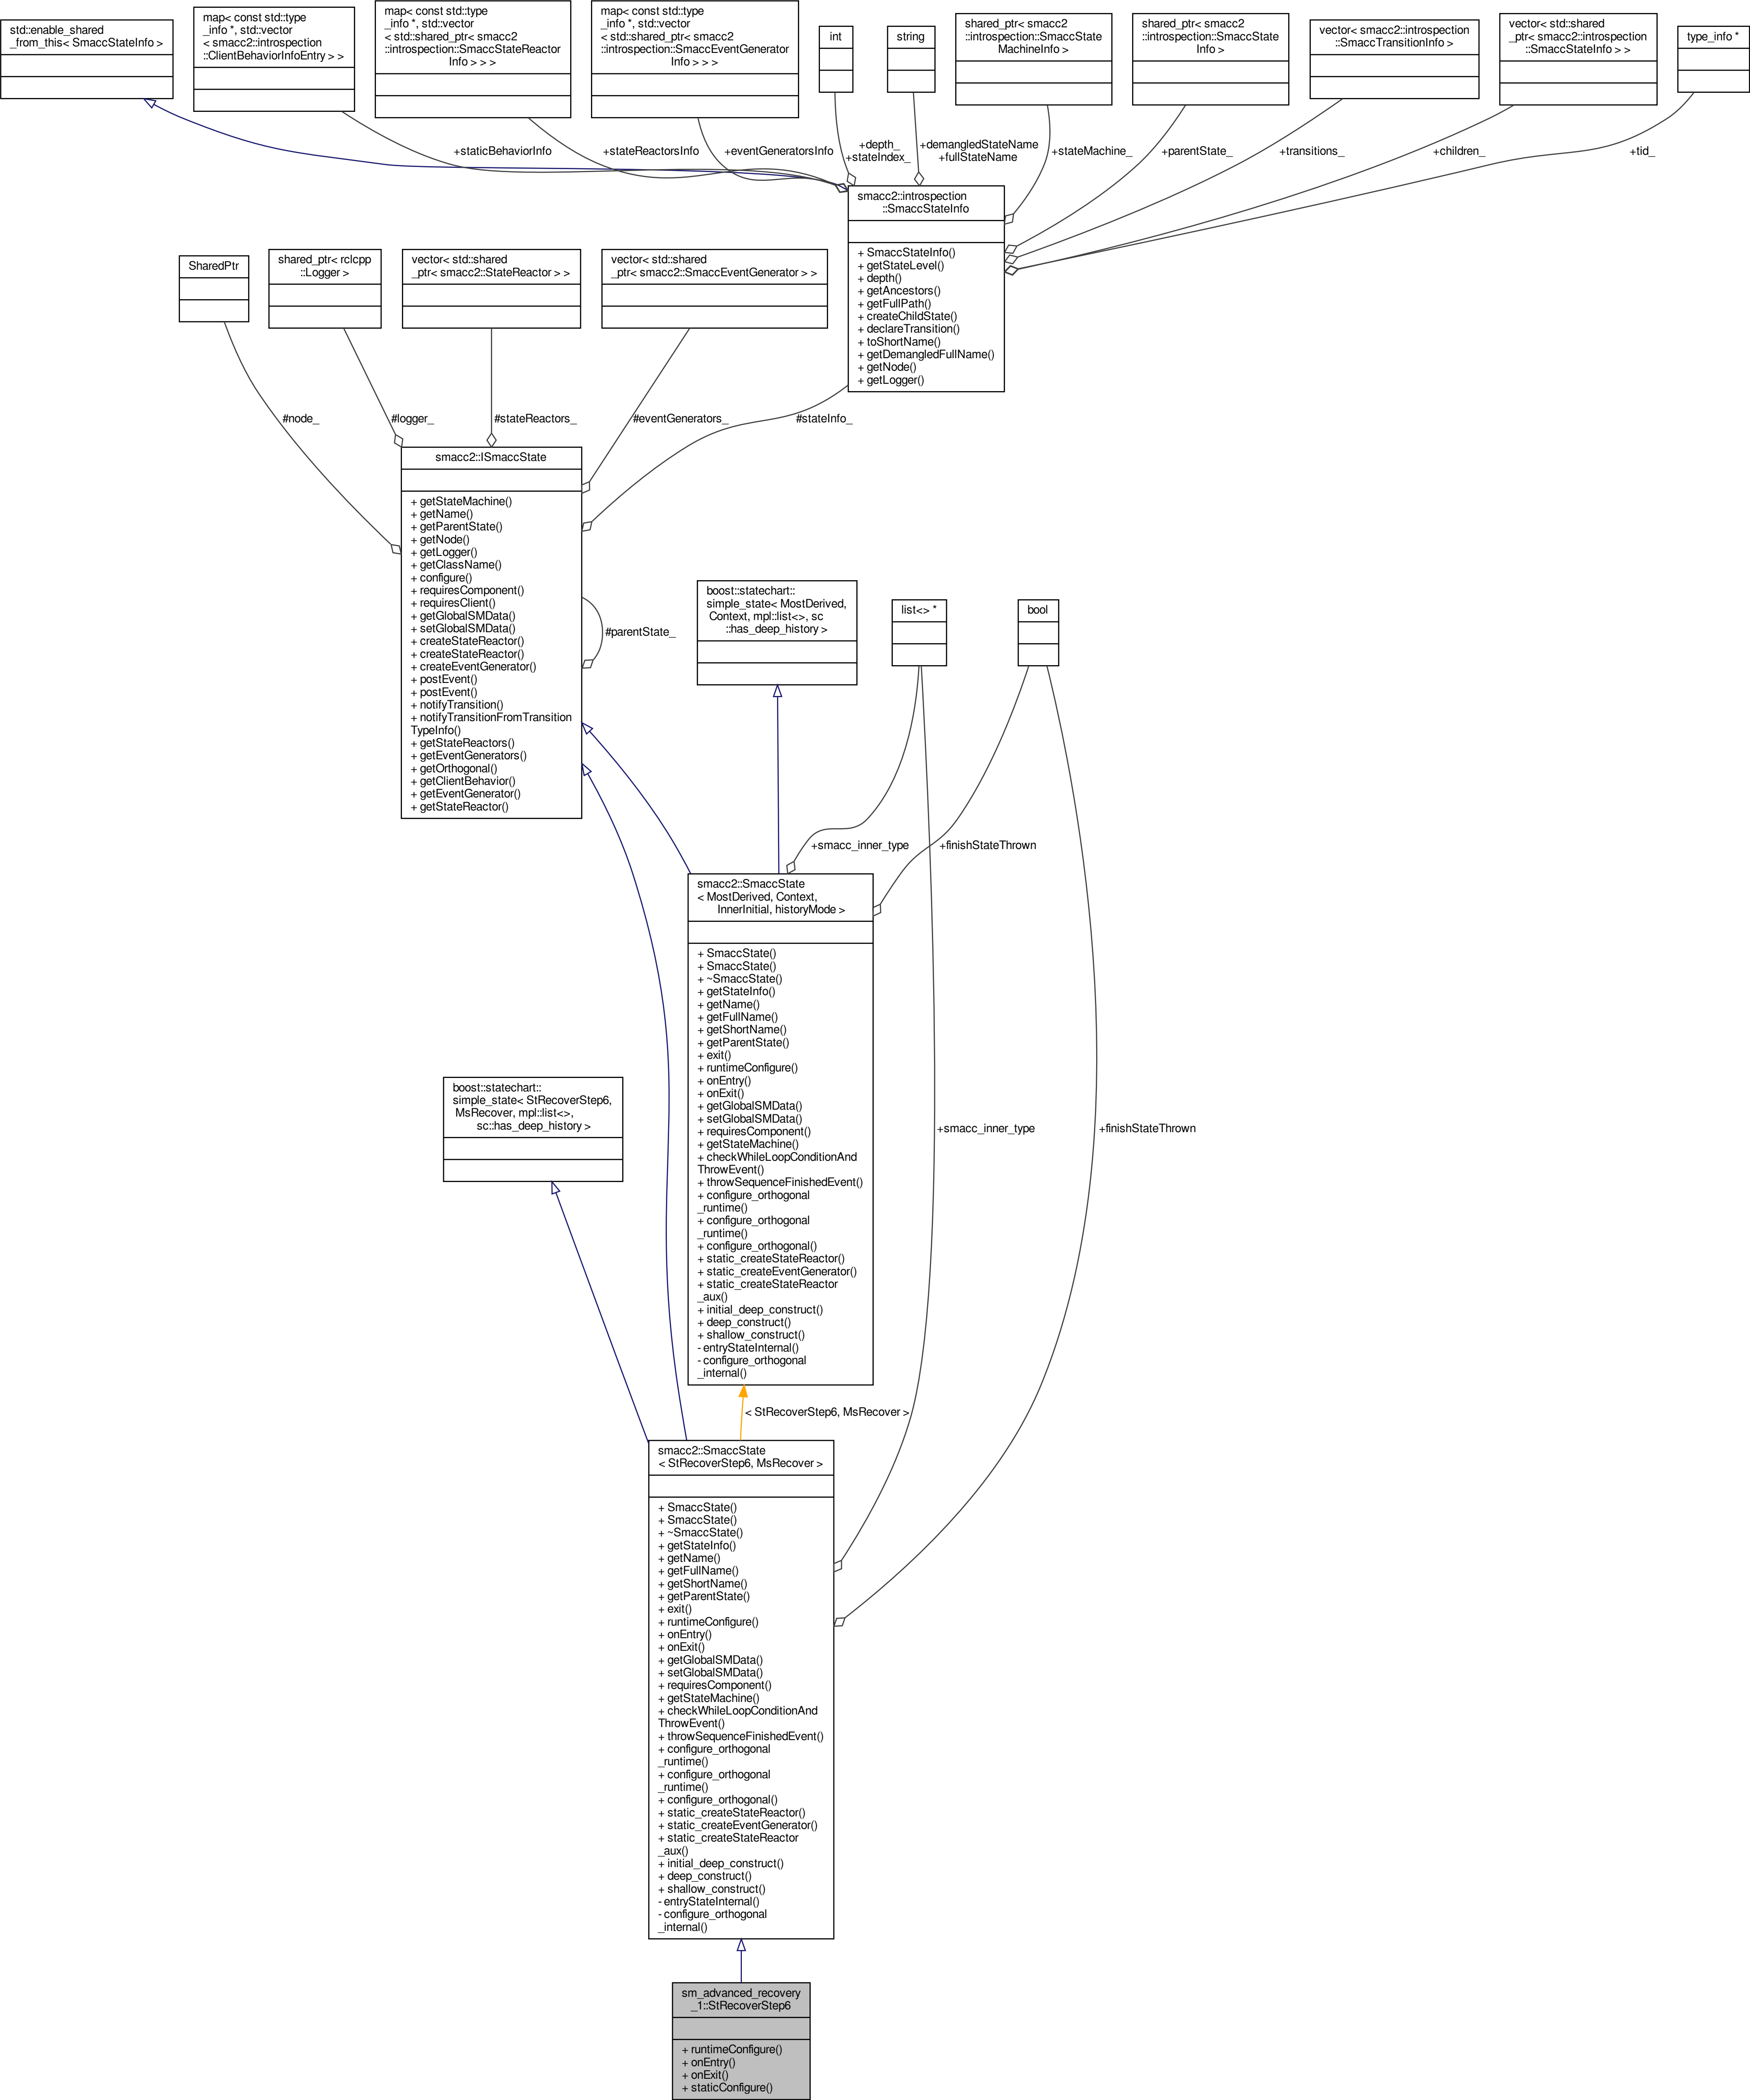 std::enable_shared
_from_this< SmaccStateInfo >
map< const std::type
_info *, std::vector
< smacc2::introspection
::ClientBehaviorInfoEntry > >
map< const std::type
_info *, std::vector
< std::shared_ptr< smacc2
::introspection::SmaccStateReactor
Info > > >
map< const std::type
_info *, std::vector
< std::shared_ptr< smacc2
::introspection::SmaccEventGenerator
Info > > >
int
string
shared_ptr< smacc2
::introspection::SmaccState
MachineInfo >
shared_ptr< smacc2
::introspection::SmaccState
Info >
vector< smacc2::introspection
::SmaccTransitionInfo >
vector< std::shared
_ptr< smacc2::introspection
::SmaccStateInfo > >
type_info *
+staticBehaviorInfo
+stateReactorsInfo
+eventGeneratorsInfo
+depth_
+stateIndex_
+demangledStateName
+fullStateName
+stateMachine_
+parentState_
+transitions_
+children_
+tid_
smacc2::introspection
::SmaccStateInfo
+ SmaccStateInfo()
+ getStateLevel()
+ depth()
+ getAncestors()
+ getFullPath()
+ createChildState()
+ declareTransition()
+ toShortName()
+ getDemangledFullName()
+ getNode()
+ getLogger()
SharedPtr
shared_ptr< rclcpp
::Logger >
vector< std::shared
_ptr< smacc2::StateReactor > >
vector< std::shared
_ptr< smacc2::SmaccEventGenerator > >
#node_
#logger_
#stateReactors_
#eventGenerators_
#stateInfo_
smacc2::ISmaccState
+ getStateMachine()
+ getName()
+ getParentState()
+ getNode()
+ getLogger()
+ getClassName()
+ configure()
+ requiresComponent()
+ requiresClient()
+ getGlobalSMData()
+ setGlobalSMData()
+ createStateReactor()
+ createStateReactor()
+ createEventGenerator()
+ postEvent()
+ postEvent()
+ notifyTransition()
+ notifyTransitionFromTransition
TypeInfo()
+ getStateReactors()
+ getEventGenerators()
+ getOrthogonal()
+ getClientBehavior()
+ getEventGenerator()
+ getStateReactor()
#parentState_
boost::statechart::
simple_state< MostDerived,
Context, mpl::list<>, sc
::has_deep_history >
list<> *
bool
+smacc_inner_type
+finishStateThrown
smacc2::SmaccState
< MostDerived, Context,
InnerInitial, historyMode >
+ SmaccState()
+ SmaccState()
+ ~SmaccState()
+ getStateInfo()
+ getName()
+ getFullName()
+ getShortName()
+ getParentState()
+ exit()
+ runtimeConfigure()
+ onEntry()
+ onExit()
+ getGlobalSMData()
+ setGlobalSMData()
+ requiresComponent()
+ getStateMachine()
+ checkWhileLoopConditionAnd
ThrowEvent()
+ throwSequenceFinishedEvent()
+ configure_orthogonal
_runtime()
+ configure_orthogonal
_runtime()
+ configure_orthogonal()
+ static_createStateReactor()
+ static_createEventGenerator()
+ static_createStateReactor
_aux()
+ initial_deep_construct()
+ deep_construct()
+ shallow_construct()
- entryStateInternal()
- configure_orthogonal
_internal()
boost::statechart::
simple_state< StRecoverStep6,
MsRecover, mpl::list<>,
sc::has_deep_history >
+smacc_inner_type
+finishStateThrown
< StRecoverStep6, MsRecover >
smacc2::SmaccState
< StRecoverStep6, MsRecover >
+ SmaccState()
+ SmaccState()
+ ~SmaccState()
+ getStateInfo()
+ getName()
+ getFullName()
+ getShortName()
+ getParentState()
+ exit()
+ runtimeConfigure()
+ onEntry()
+ onExit()
+ getGlobalSMData()
+ setGlobalSMData()
+ requiresComponent()
+ getStateMachine()
+ checkWhileLoopConditionAnd
ThrowEvent()
+ throwSequenceFinishedEvent()
+ configure_orthogonal
_runtime()
+ configure_orthogonal
_runtime()
+ configure_orthogonal()
+ static_createStateReactor()
+ static_createEventGenerator()
+ static_createStateReactor
_aux()
+ initial_deep_construct()
+ deep_construct()
+ shallow_construct()
- entryStateInternal()
- configure_orthogonal
_internal()
sm_advanced_recovery
_1::StRecoverStep6
+ runtimeConfigure()
+ onEntry()
+ onExit()
+ staticConfigure()